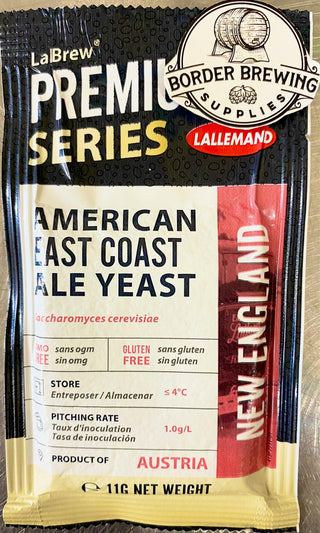 LaBrew®
PREMIU
SERIES
BORDER BREWING
SUPPLIES
LALLEMAND
AMERICAN
EAST COAST
ALE YEAST
accharomyces cerevisiae
NEW ENGLAND
MO FREE sans ogm
sin omg
GLUTEN FREE sans gluten
sin gluten
STORE
Entreposer / Almacenar
≤ 4°C
PITCHING RATE
Taux d'inoculation
Tasa de inoculación
1.0g/L
PRODUCT OF AUSTRIA
℮ 11G NET WEIGHT